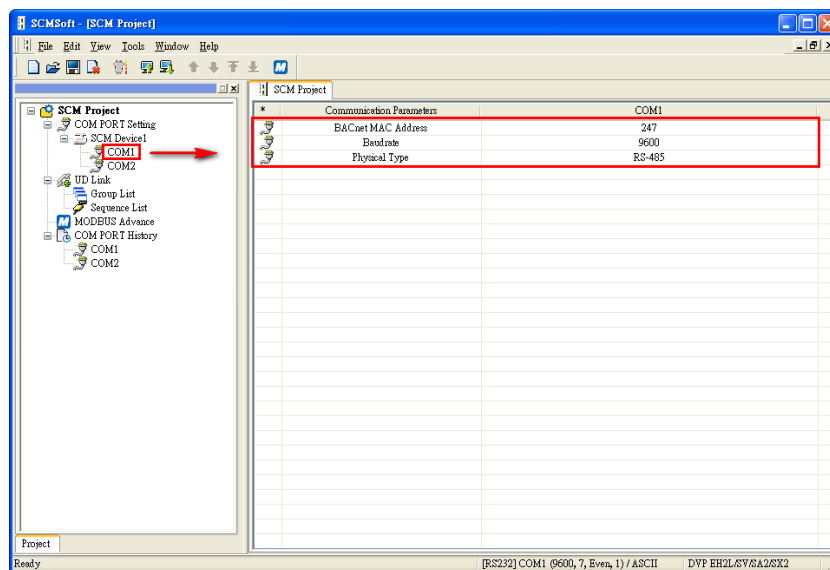 SCMSoft - [SCM Project]
File Edit View Tools Window Help
SCM Project
COM PORT Setting
SCM Device1
COM1
COM2
UD Link
Group List
Sequence List
MODBUS Advance
COM PORT History
COM1
COM2
Project
SCM Project
* Communication Parameters COM1
BACnet MAC Address 247
Baudrate 9600
Physical Type RS-485
Ready [RS232] COM1 (9600, 7, Even, 1) / ASCII DVP EH2L/SV/SA2/SX2